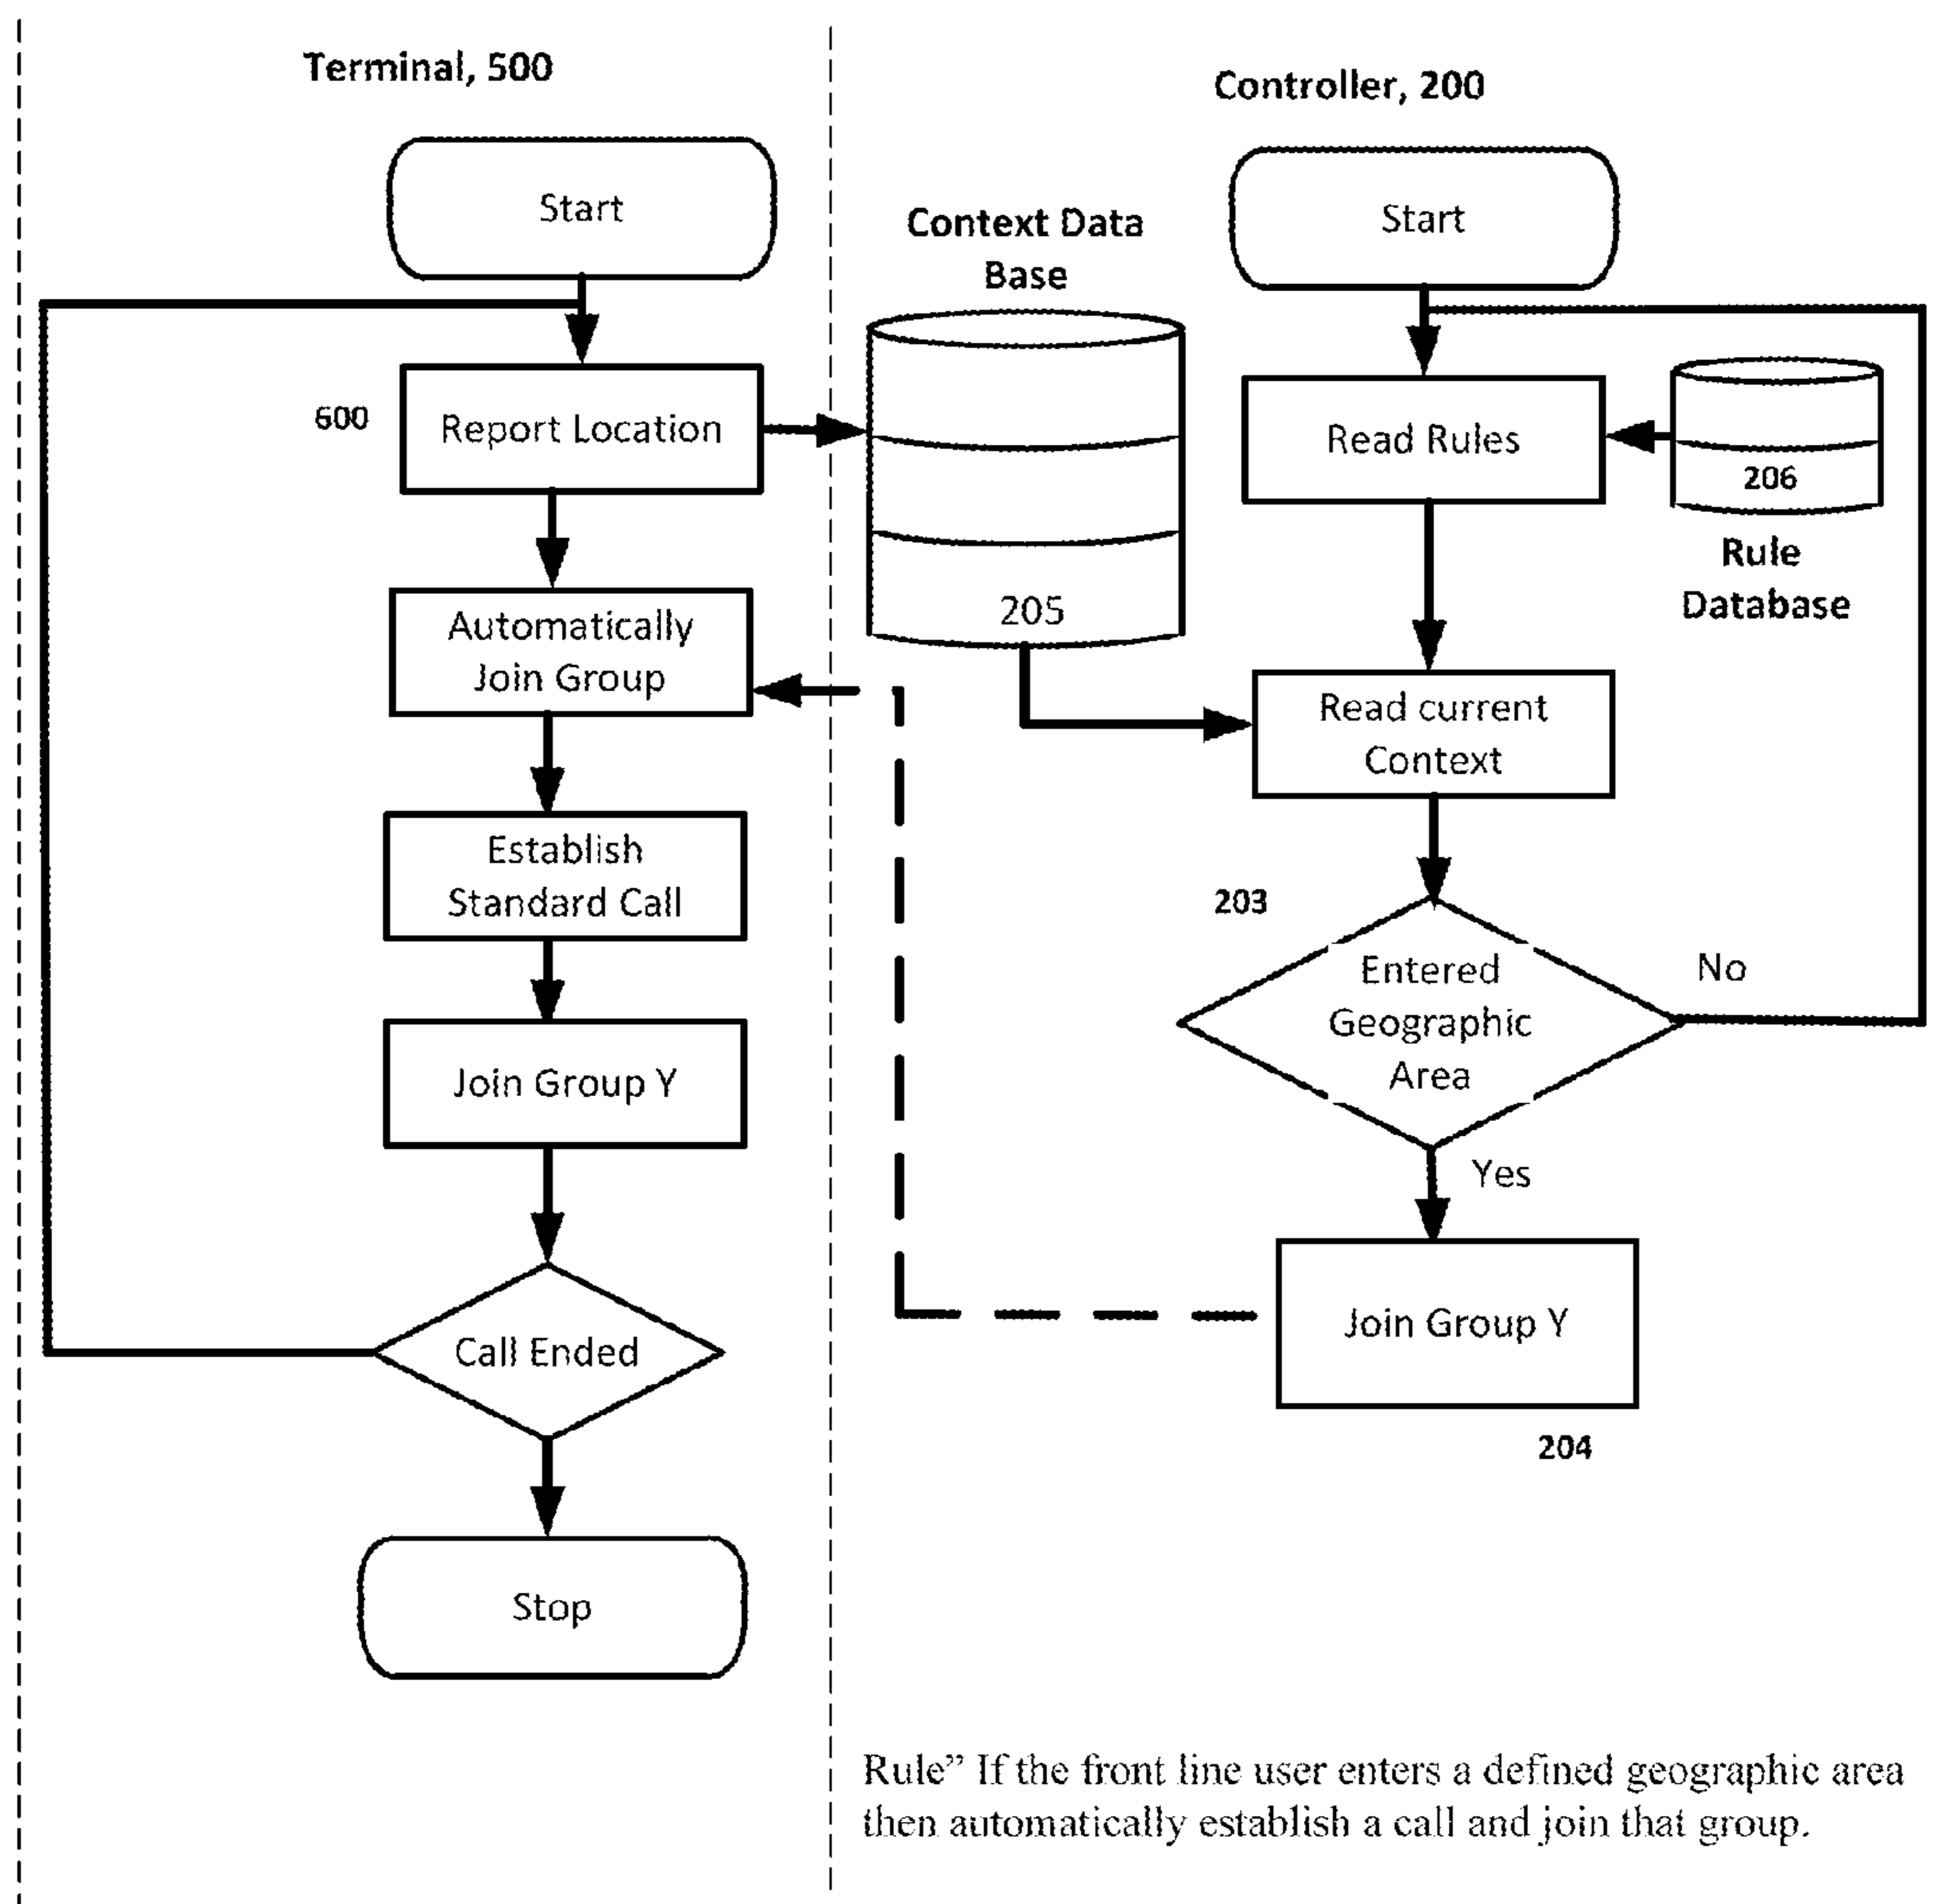 Terminal, 500
Start
600
Report Location
Automatically
Join Group
Establish
Standard Call
Join Group Y
Call Ended
Stop
Controller, 200
Context Data
Base
205
Start
Read Rules
206
Rule
Database
Read current
Context
203
Entered
Geographic
Area
No
Yes
Join Group Y
204
Rule” If the front line user enters a defined geographic area
then automatically establish a call and join that group.